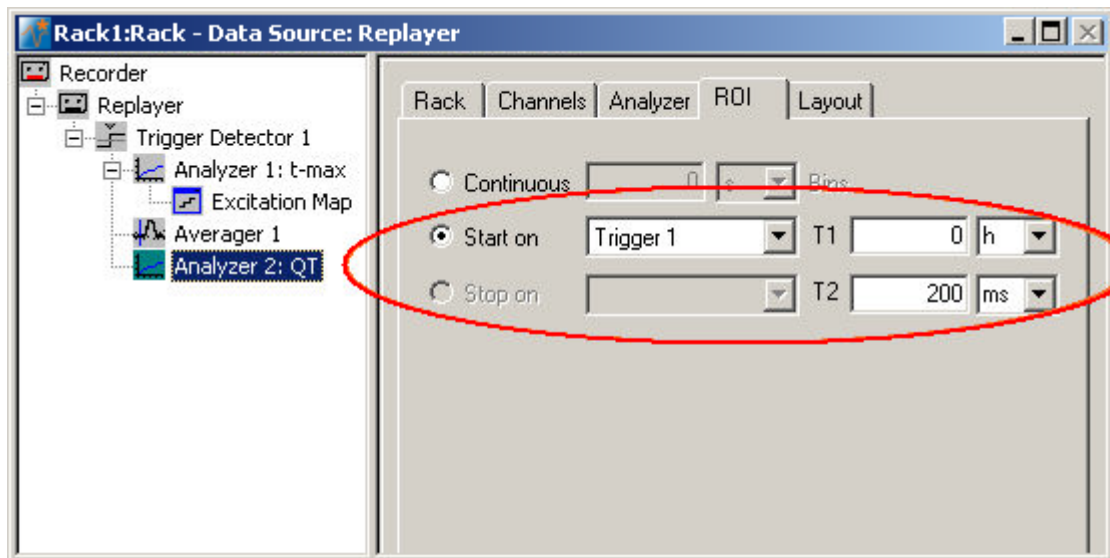 Rack1:Rack - Data Source: Replayer
Recorder
Replayer
Trigger Detector 1
Analyzer 1: t-max
Excitation Map
Averager 1
Analyzer 2: QT
Rack Channels Analyzer ROI Layout
Continuous 0 s Bins
Start on Trigger 1 T1 0 h
Stop on T2 200 ms